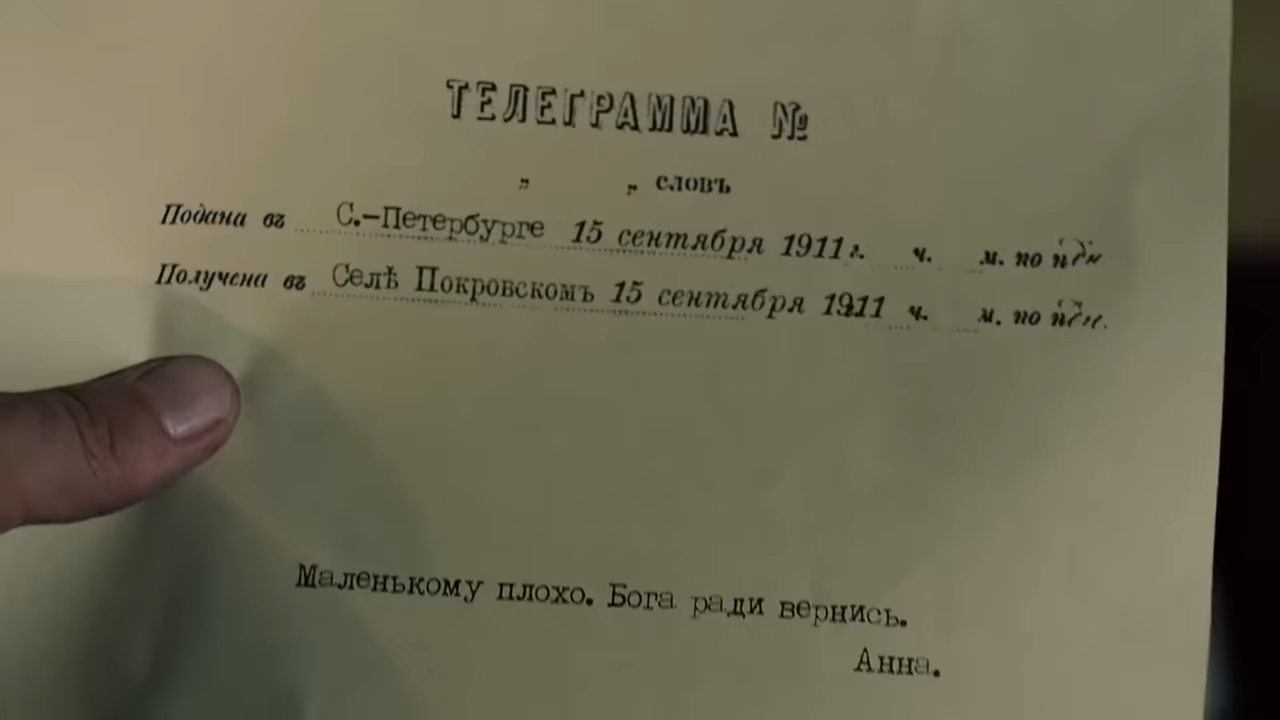 ТЕЛЕГРАММА №
„ „ словъ
Подана въ С.-Петербурге 15 сентября 1911 г. ч. м. по
Получена въ Селѣ Покровскомъ 15 сентября 1911 ч. м. по
Маленькому плохо. Бога ради вернись.
Анна.